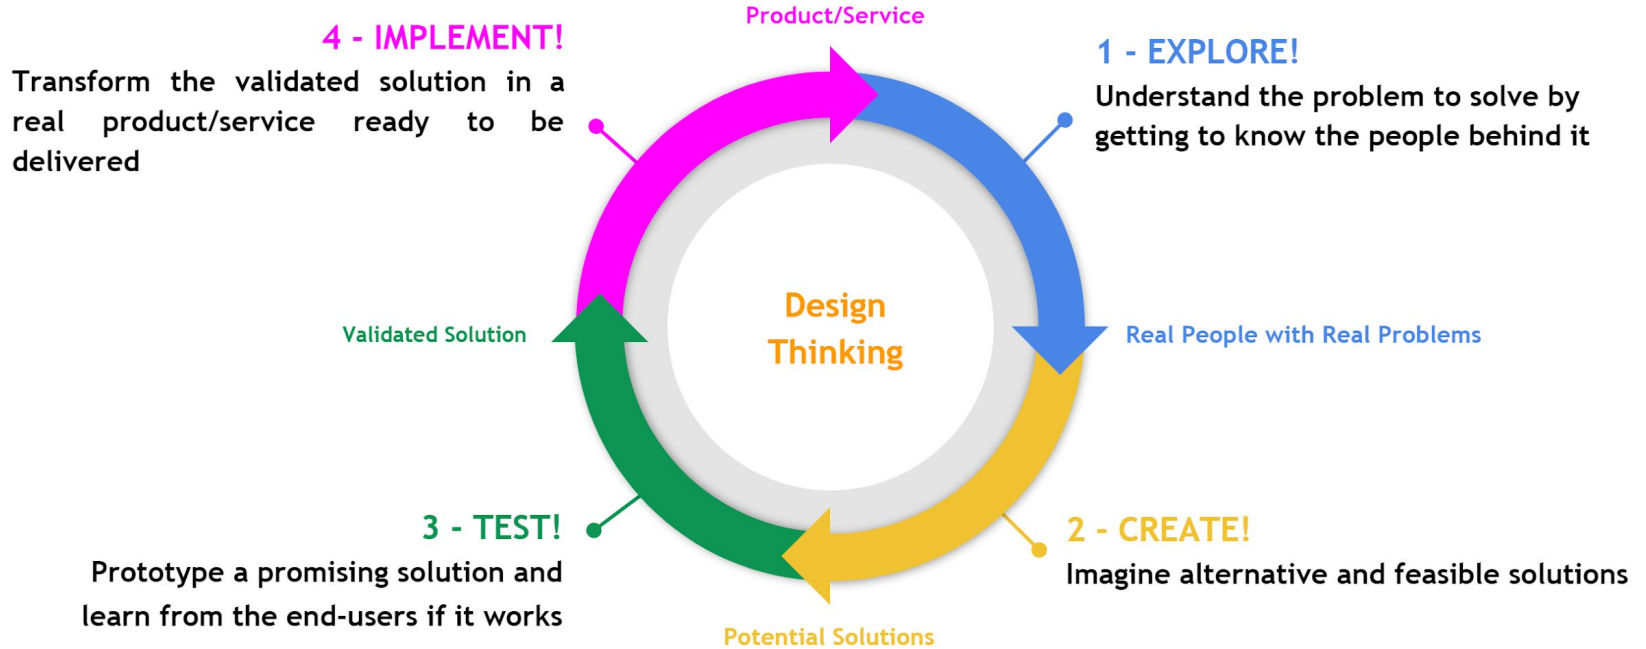 Product/Service
4 - IMPLEMENT!
Transform the validated solution in a
real product/service ready to be
delivered
1 - EXPLORE!
Understand the problem to solve by
getting to know the people behind it
Design
Thinking
Validated Solution
Real People with Real Problems
3 - TEST!
Prototype a promising solution and
learn from the end-users if it works
2 - CREATE!
Imagine alternative and feasible solutions
Potential Solutions